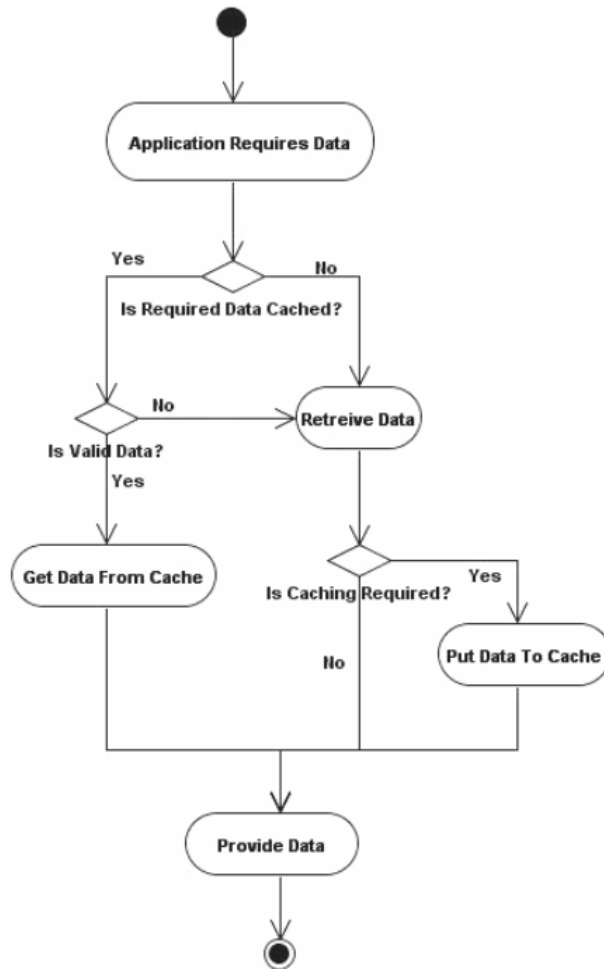 Application Requires Data
Yes
No
Is Required Data Cached?
No
Retreive Data
Is Valid Data?
Yes
Get Data From Cache
Yes
Is Caching Required?
No
Put Data To Cache
Provide Data